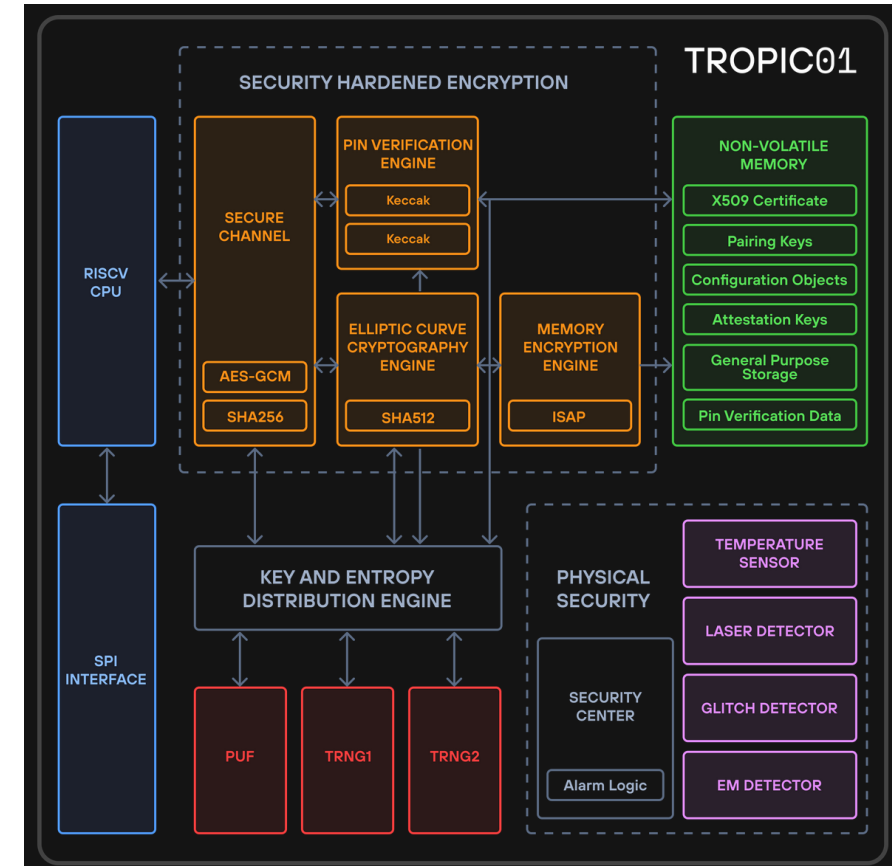 TROPIC01
SECURITY HARDENED ENCRYPTION
RISCV
CPU
SECURE
CHANNEL
AES-GCM
SHA256
PIN VERIFICATION
ENGINE
Keccak
Keccak
ELLIPTIC CURVE
CRYPTOGRAPHY
ENGINE
SHA512
MEMORY
ENCRYPTION
ENGINE
ISAP
NON-VOLATILE
MEMORY
X509 Certificate
Pairing Keys
Configuration Objects
Attestation Keys
General Purpose
Storage
Pin Verification Data
SPI
INTERFACE
KEY AND ENTROPY
DISTRIBUTION ENGINE
PUF
TRNG1
TRNG2
PHYSICAL
SECURITY
SECURITY
CENTER
Alarm Logic
TEMPERATURE
SENSOR
LASER DETECTOR
GLITCH DETECTOR
EM DETECTOR